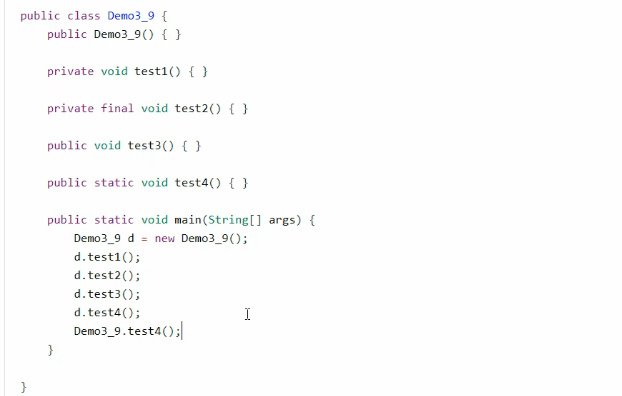 public class Demo3_9 {
public Demo3_9() { }
private void test1() { }
private final void test2() { }
public void test3() { }
public static void test4() { }
public static void main(String[] args) {
Demo3_9 d = new Demo3_9();
d.test1();
d.test2();
d.test3();
d.test4();
Demo3_9.test4();
}
}